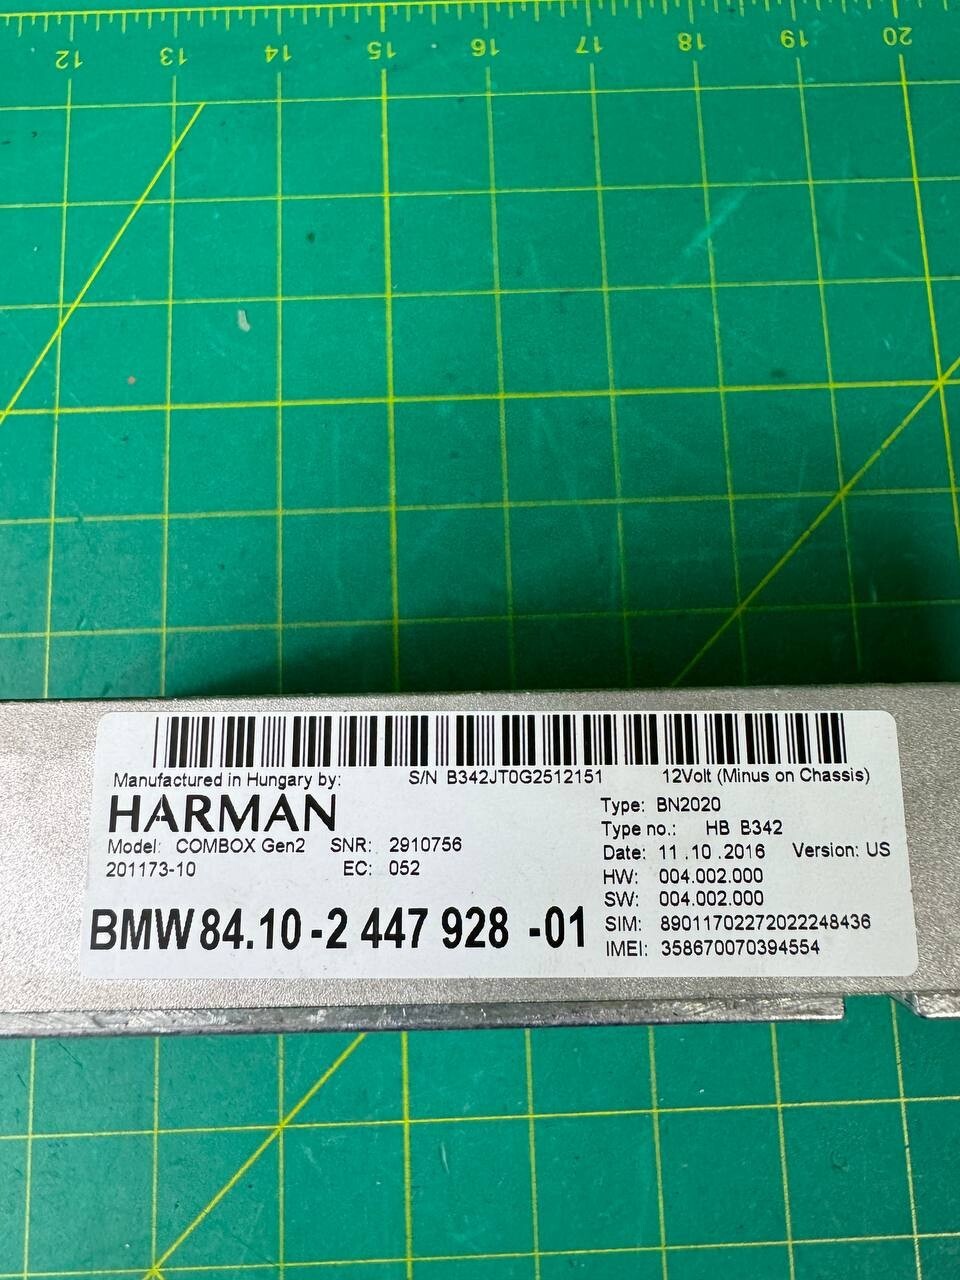 12 13 14 15 16 17 18 19 20
Manufactured in Hungary by: S/N B342JT0G2512151 12Volt (Minus on Chassis)
HARMAN
Type: BN2020
Type no.: HB B342
Model: COMBOX Gen2 SNR: 2910756
Date: 11.10.2016 Version: US
201173-10 EC: 052
HW: 004.002.000
SW: 004.002.000
BMW 84.10-2 447 928 -01
SIM: 89011702272022248436
IMEI: 358670070394554